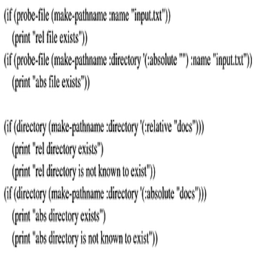 (if (probe-file (make-pathname :name "input.txt"))
(print "rel file exists"))
(if (probe-file (make-pathname :directory '(:absolute "") :name "input.txt"))
(print "abs file exists"))
(if (directory (make-pathname :directory '(:relative "docs")))
(print "rel directory exists")
(print "rel directory is not known to exist"))
(if (directory (make-pathname :directory '(:absolute "docs")))
(print "abs directory exists")
(print "abs directory is not known to exist"))